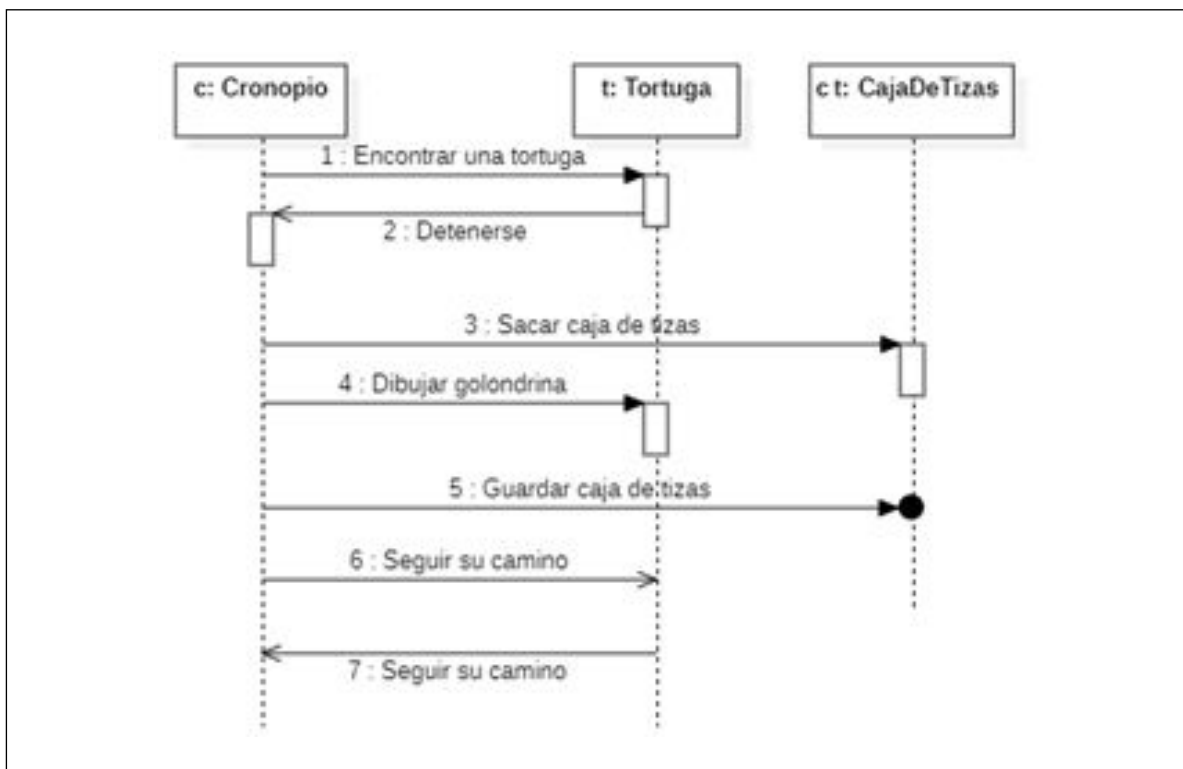 c: Cronopio
t: Tortuga
c t: CajaDeTizas
1 : Encontrar una tortuga
2 : Detenerse
3 : Sacar caja de tizas
4 : Dibujar golondrina
5 : Guardar caja de tizas
6 : Seguir su camino
7 : Seguir su camino